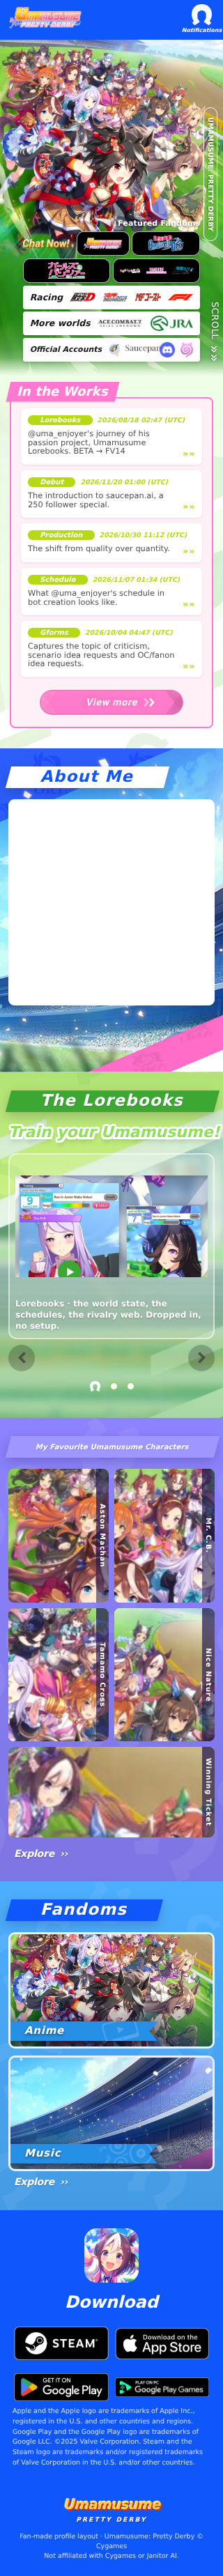 Umamusume
PRETTY DERBY
Notifications
UMAMUSUME: PRETTY DERBY
Featured Fandoms
Chat Now!
SCROLL
Racing
F1
More worlds
ACE COMBAT 7
SKIES UNKNOWN
JRA
Official Accounts
Saucepan
In the Works
Lorebooks 2026/08/18 02:47 (UTC)
@uma_enjoyer's journey of his
passion project, Umamusume
Lorebooks. BETA → FV14
Debut 2026/11/20 01:00 (UTC)
The introduction to saucepan.ai, a
250 follower special.
Production 2026/10/30 11:12 (UTC)
The shift from quality over quantity.
Schedule 2026/11/07 01:34 (UTC)
What @uma_enjoyer's schedule in
bot creation looks like.
Gforms 2026/10/04 04:47 (UTC)
Captures the topic of criticism,
scenario idea requests and OC/fanon
idea requests.
View more
About Me
The Lorebooks
Train your Umamusume!
Lorebooks · the world state, the
schedules, the rivalry web. Dropped in,
no setup.
My Favourite Umamusume Characters
Aston Machan
Mr. C.B.
Tamamo Cross
Nice Nature
Winning Ticket
Explore ››
Fandoms
Anime
Music
Explore ››
Download
STEAM®
Download on the
App Store
GET IT ON
Google Play
PLAY ON PC
Google Play Games
Apple and the Apple logo are trademarks of Apple Inc.,
registered in the U.S. and other countries and regions.
Google Play and the Google Play logo are trademarks of
Google LLC. ©2025 Valve Corporation. Steam and the
Steam logo are trademarks and/or registered trademarks
of Valve Corporation in the U.S. and/or other countries.
Umamusume
PRETTY DERBY
Fan-made profile layout · Umamusume: Pretty Derby ©
Cygames
Not affiliated with Cygames or Janitor AI.